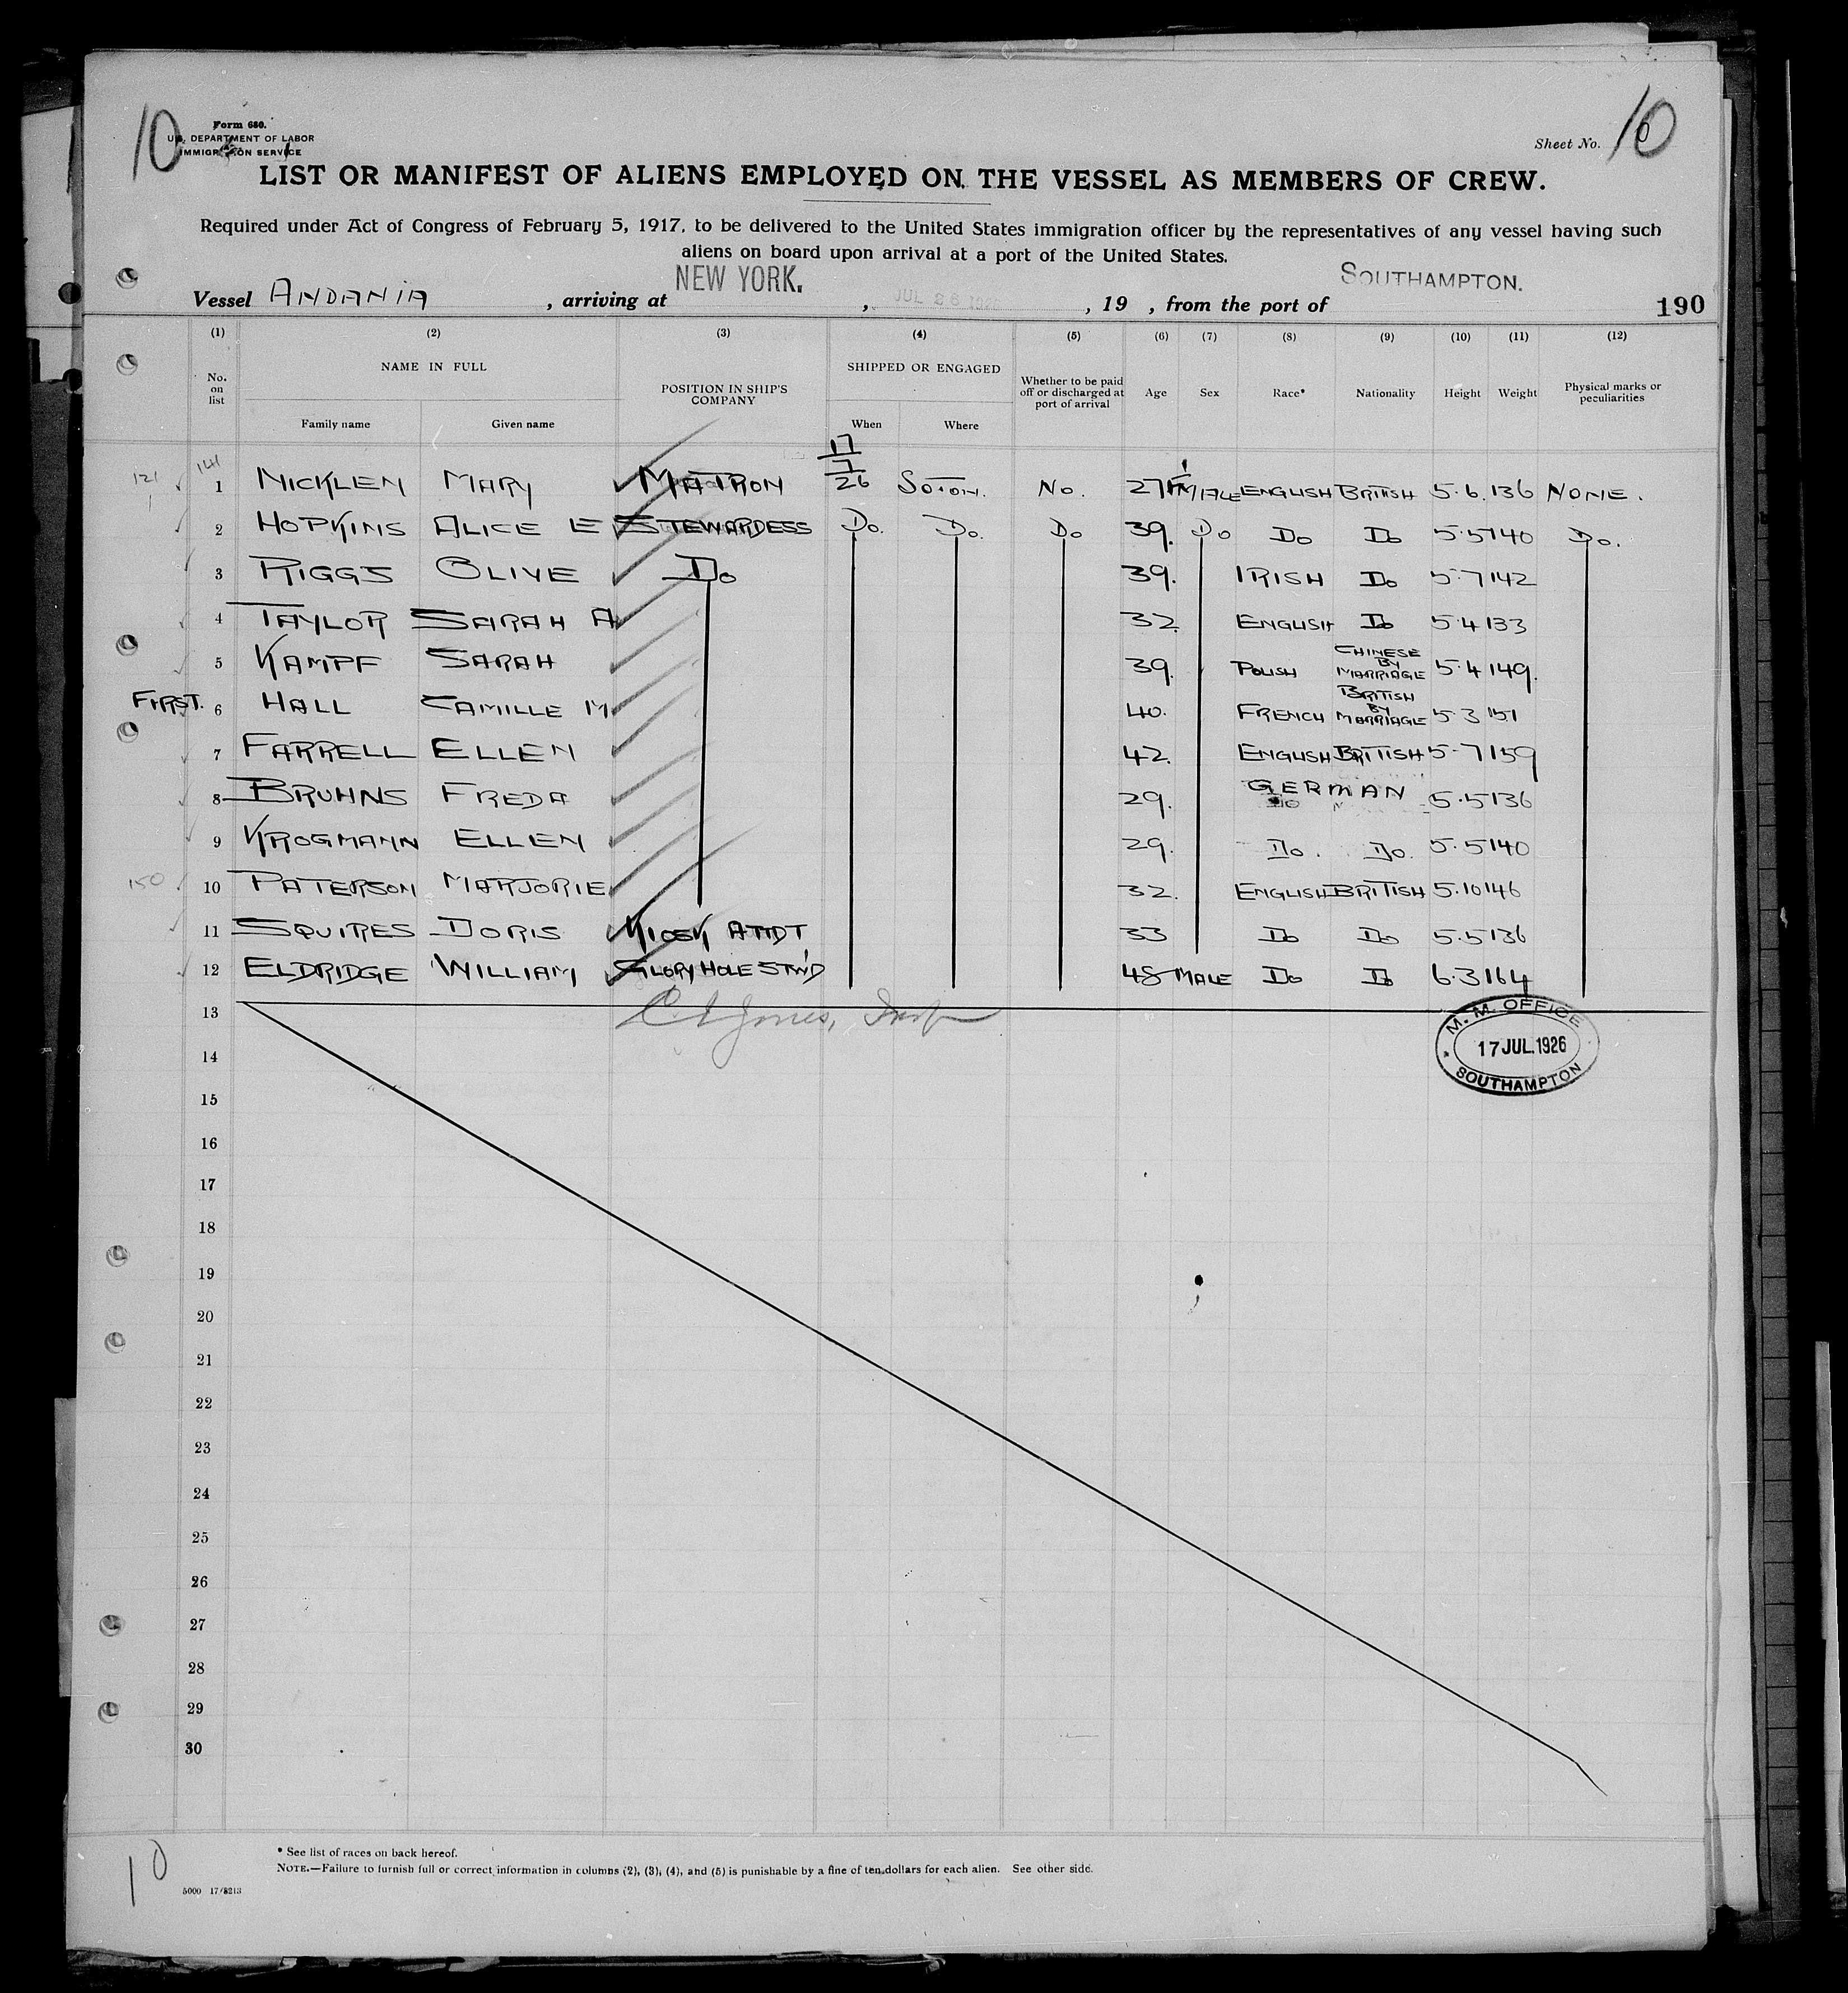 10
Form 680.
U.S. DEPARTMENT OF LABOR
IMMIGRATION SERVICE
Sheet No. 10
LIST OR MANIFEST OF ALIENS EMPLOYED ON THE VESSEL AS MEMBERS OF CREW.
Required under Act of Congress of February 5, 1917, to be delivered to the United States immigration officer by the representatives of any vessel having such
aliens on board upon arrival at a port of the United States.
Vessel ANDANIA, arriving at NEW YORK., JUL 26 1926, 19 , from the port of SOUTHAMPTON. 190
(1) (2) (3) (4) (5) (6) (7) (8) (9) (10) (11) (12)
No. on list NAME IN FULL POSITION IN SHIP'S COMPANY SHIPPED OR ENGAGED Whether to be paid off or discharged at port of arrival Age Sex Race* Nationality Height Weight Physical marks or peculiarities
Family name Given name When Where
121 141 1 NICKLEN MARY MATRON 17/7/26 SOTON. NO. 27 ENGLISH BRITISH 5.6. 136 NONE.
2 HOPKINS ALICE E STEWARDESS DO. DO. DO 39. DO DO DO 5.5 140 DO.
3 RIGGS OLIVE DO 39. IRISH DO 5.7 142
4 TAYLOR SARAH A 32. ENGLISH DO 5.4 133
5 KAMPF SARAH 39. POLISH CHINESE BY MARRIAGE 5.4 149.
FIRST. 6 HALL CAMILLE M. 40. FRENCH BRITISH BY MARRIAGE 5.3 151
7 FARRELL ELLEN 42. ENGLISH BRITISH 5.7 159
8 BRUHNS FREDA 29. GERMAN 5.5 136
9 KROGMANN ELLEN 29. DO. DO. 5.5 140
150 10 PATERSON MARJORIE 32. ENGLISH BRITISH 5.10 146
11 SQUIRES DORIS KIOSK ATTDT 33 DO DO 5.5 136
12 ELDRIDGE WILLIAM GLORY HOLE STW'D 48 MALE DO DO 6.3 164
13
Jones,
M. M. OFFICE
17 JUL. 1926
SOUTHAMPTON
14
15
16
17
18
19
20
21
22
23
24
25
26
27
28
29
30
10
* See list of races on back hereof.
NOTE.—Failure to furnish full or correct information in columns (2), (3), (4), and (5) is punishable by a fine of ten dollars for each alien. See other side.
5000 17/8213